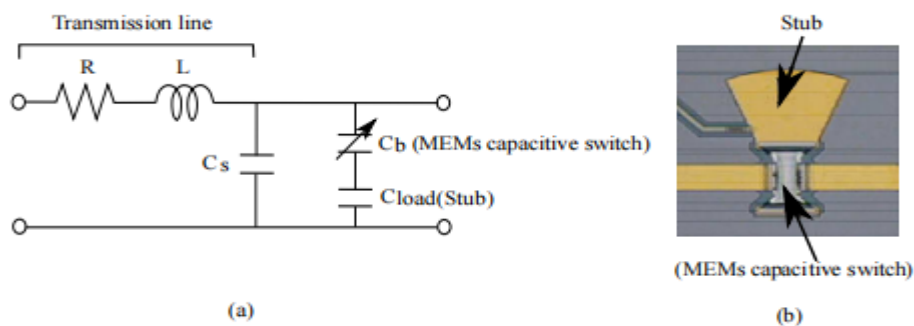 Transmission line
R
L
Cs
Cb (MEMs capacitive switch)
Cload(Stub)
(a)
Stub
(MEMs capacitive switch)
(b)